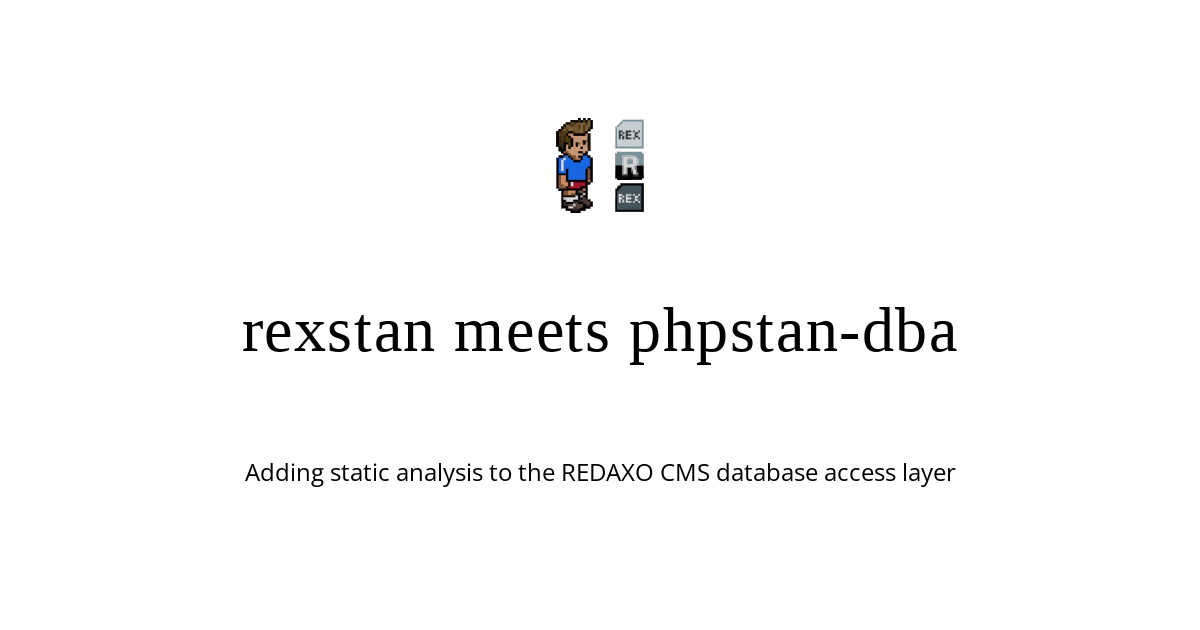 REX
R
REX
rexstan meets phpstan-dba
Adding static analysis to the REDAXO CMS database access layer